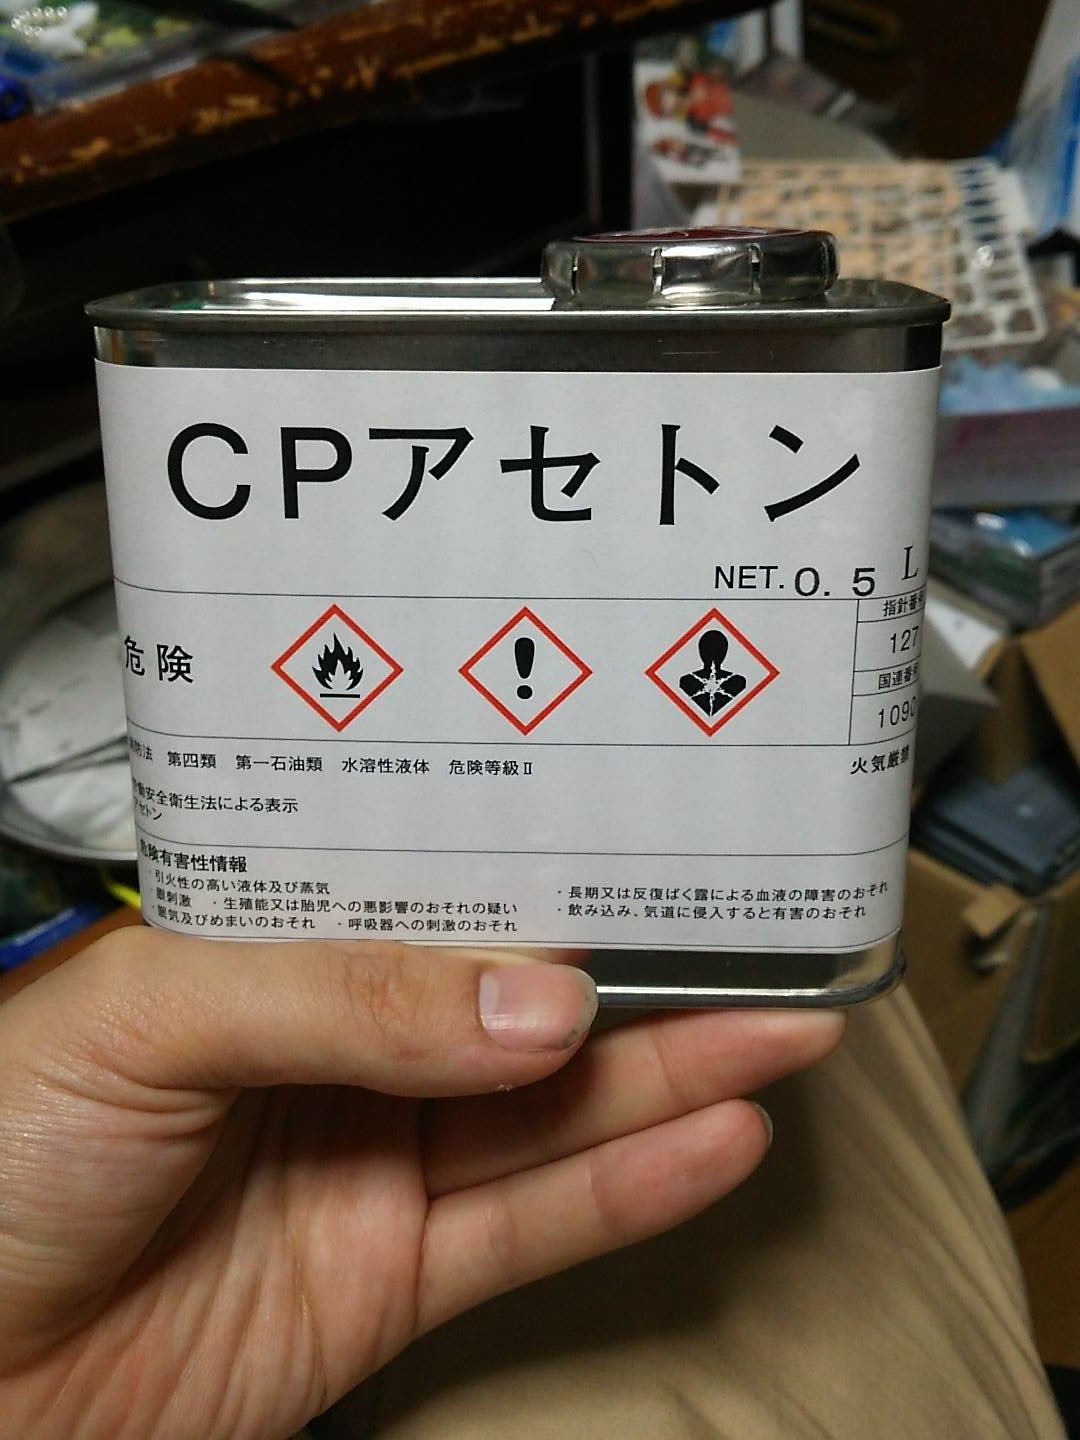 CPアセトン
NET. 0. 5 L
危険
指針番号
127
国連番号
1090
消防法 第四類 第一石油類 水溶性液体 危険等級Ⅱ
火気厳禁
労働安全衛生法による表示
アセトン
危険有害性情報
・引火性の高い液体及び蒸気
・眼刺激 ・生殖能又は胎児への悪影響のおそれの疑い
・眠気及びめまいのおそれ ・呼吸器への刺激のおそれ
・長期又は反復ばく露による血液の障害のおそれ
・飲み込み、気道に侵入すると有害のおそれ